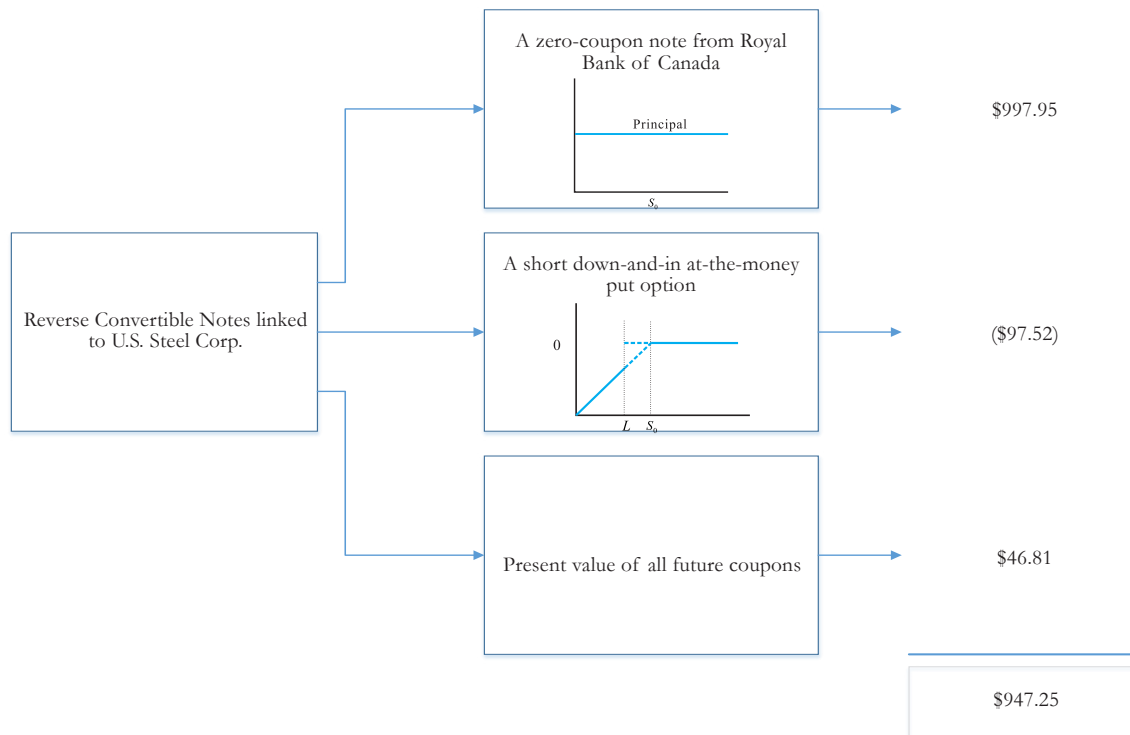 A zero-coupon note from Royal
Bank of Canada
Principal
S₀
$997.95
Reverse Convertible Notes linked
to U.S. Steel Corp.
A short down-and-in at-the-money
put option
0
L S₀
($97.52)
Present value of all future coupons
$46.81
$947.25